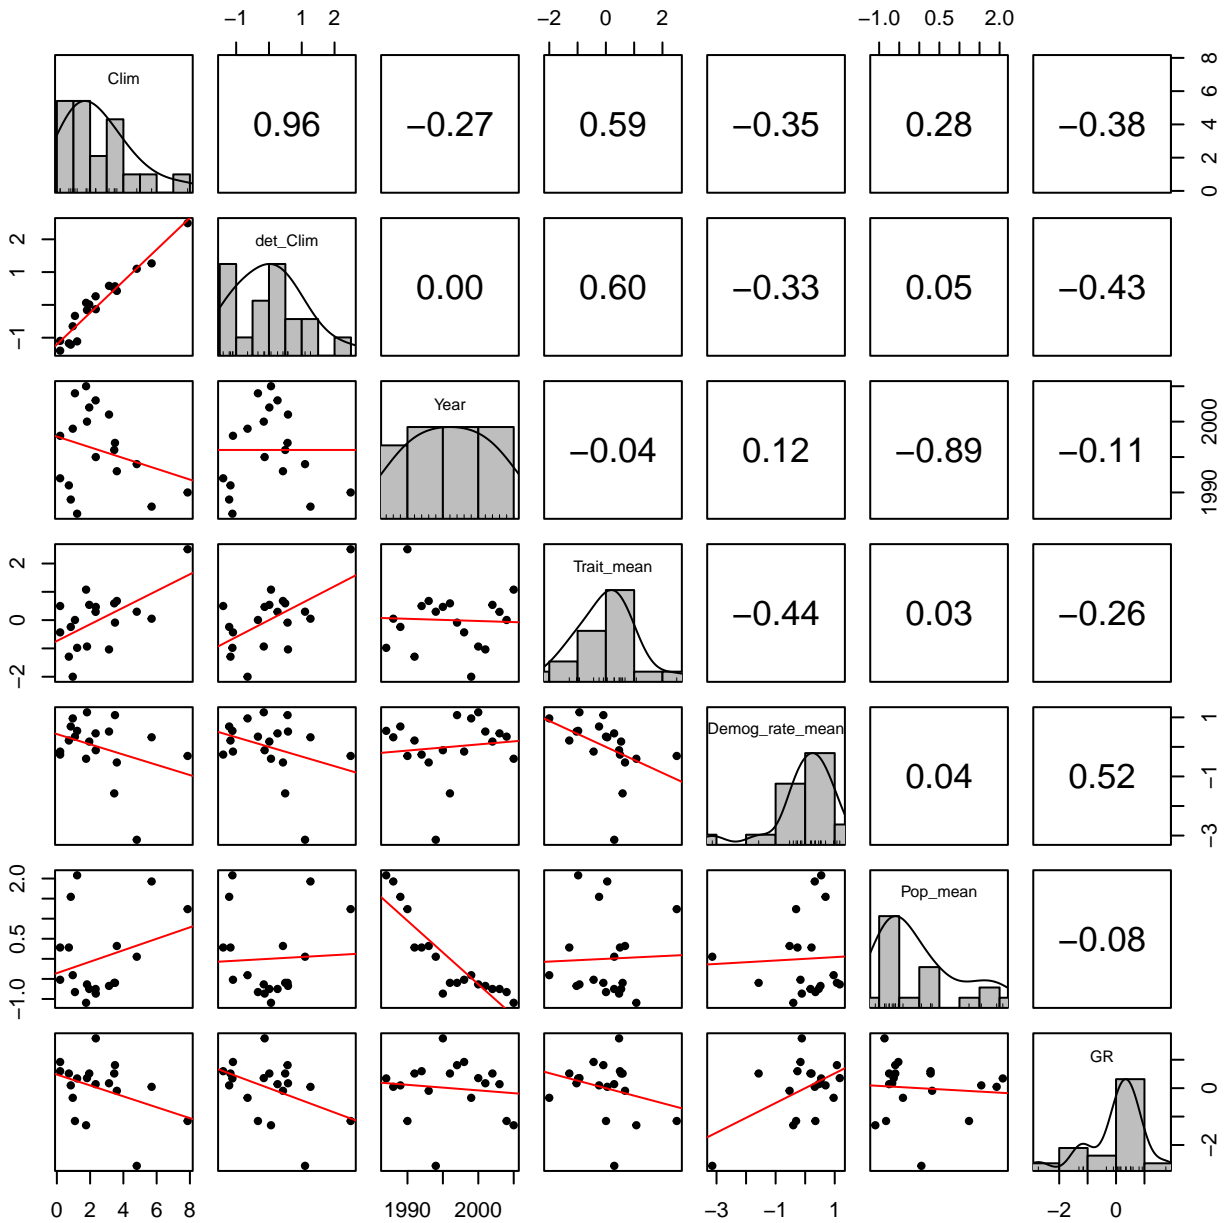 −1 1 2 −2 0 2 −1.0 0.5 2.0
Clim 0.96 −0.27 0.59 −0.35 0.28 −0.38 0 2 4 6 8
−1 1 2 det_Clim 0.00 0.60 −0.33 0.05 −0.43
Year −0.04 0.12 −0.89 −0.11 1990 2000
−2 0 2 Trait_mean −0.44 0.03 −0.26
Demog_rate_mean 0.04 0.52 −3 −1 1
−1.0 0.5 2.0 Pop_mean −0.08
GR −2 0
0 2 4 6 8 1990 2000 −3 −1 1 −2 0